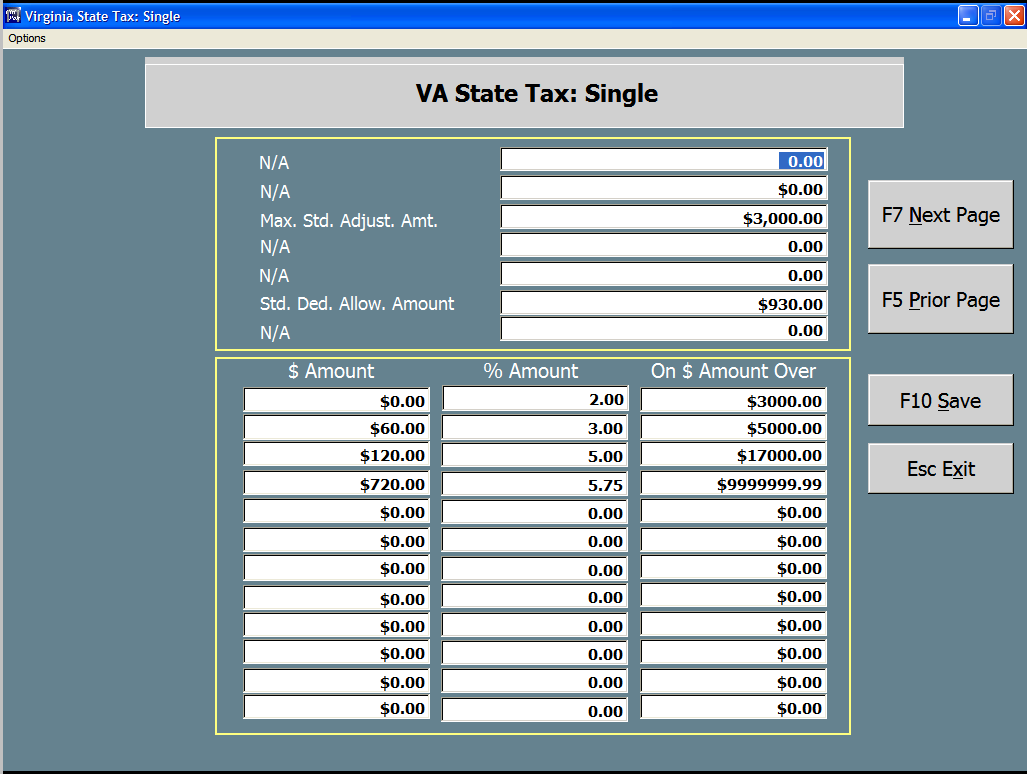 Virginia State Tax: Single
Options
VA State Tax: Single
N/A 0.00
N/A $0.00
Max. Std. Adjust. Amt. $3,000.00
N/A 0.00
N/A 0.00
Std. Ded. Allow. Amount $930.00
N/A 0.00
F7 Next Page
F5 Prior Page
F10 Save
Esc Exit
$ Amount % Amount On $ Amount Over
$0.00 2.00 $3000.00
$60.00 3.00 $5000.00
$120.00 5.00 $17000.00
$720.00 5.75 $9999999.99
$0.00 0.00 $0.00
$0.00 0.00 $0.00
$0.00 0.00 $0.00
$0.00 0.00 $0.00
$0.00 0.00 $0.00
$0.00 0.00 $0.00
$0.00 0.00 $0.00
$0.00 0.00 $0.00